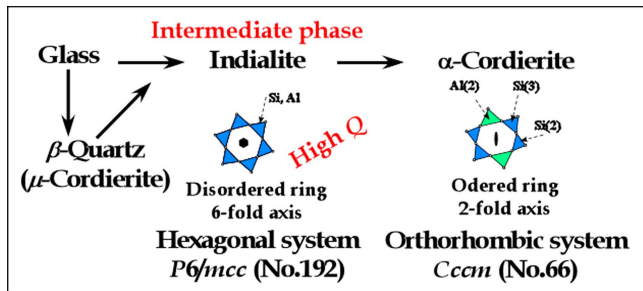 Intermediate phase
Glass
Indialite
α-Cordierite
Si, Al
Al(2)
Si(3)
Si(2)
High Q
β-Quartz
(μ-Cordierite)
Disordered ring
6-fold axis
Odered ring
2-fold axis
Hexagonal system
P6/mcc (No.192)
Orthorhombic system
Cccm (No.66)